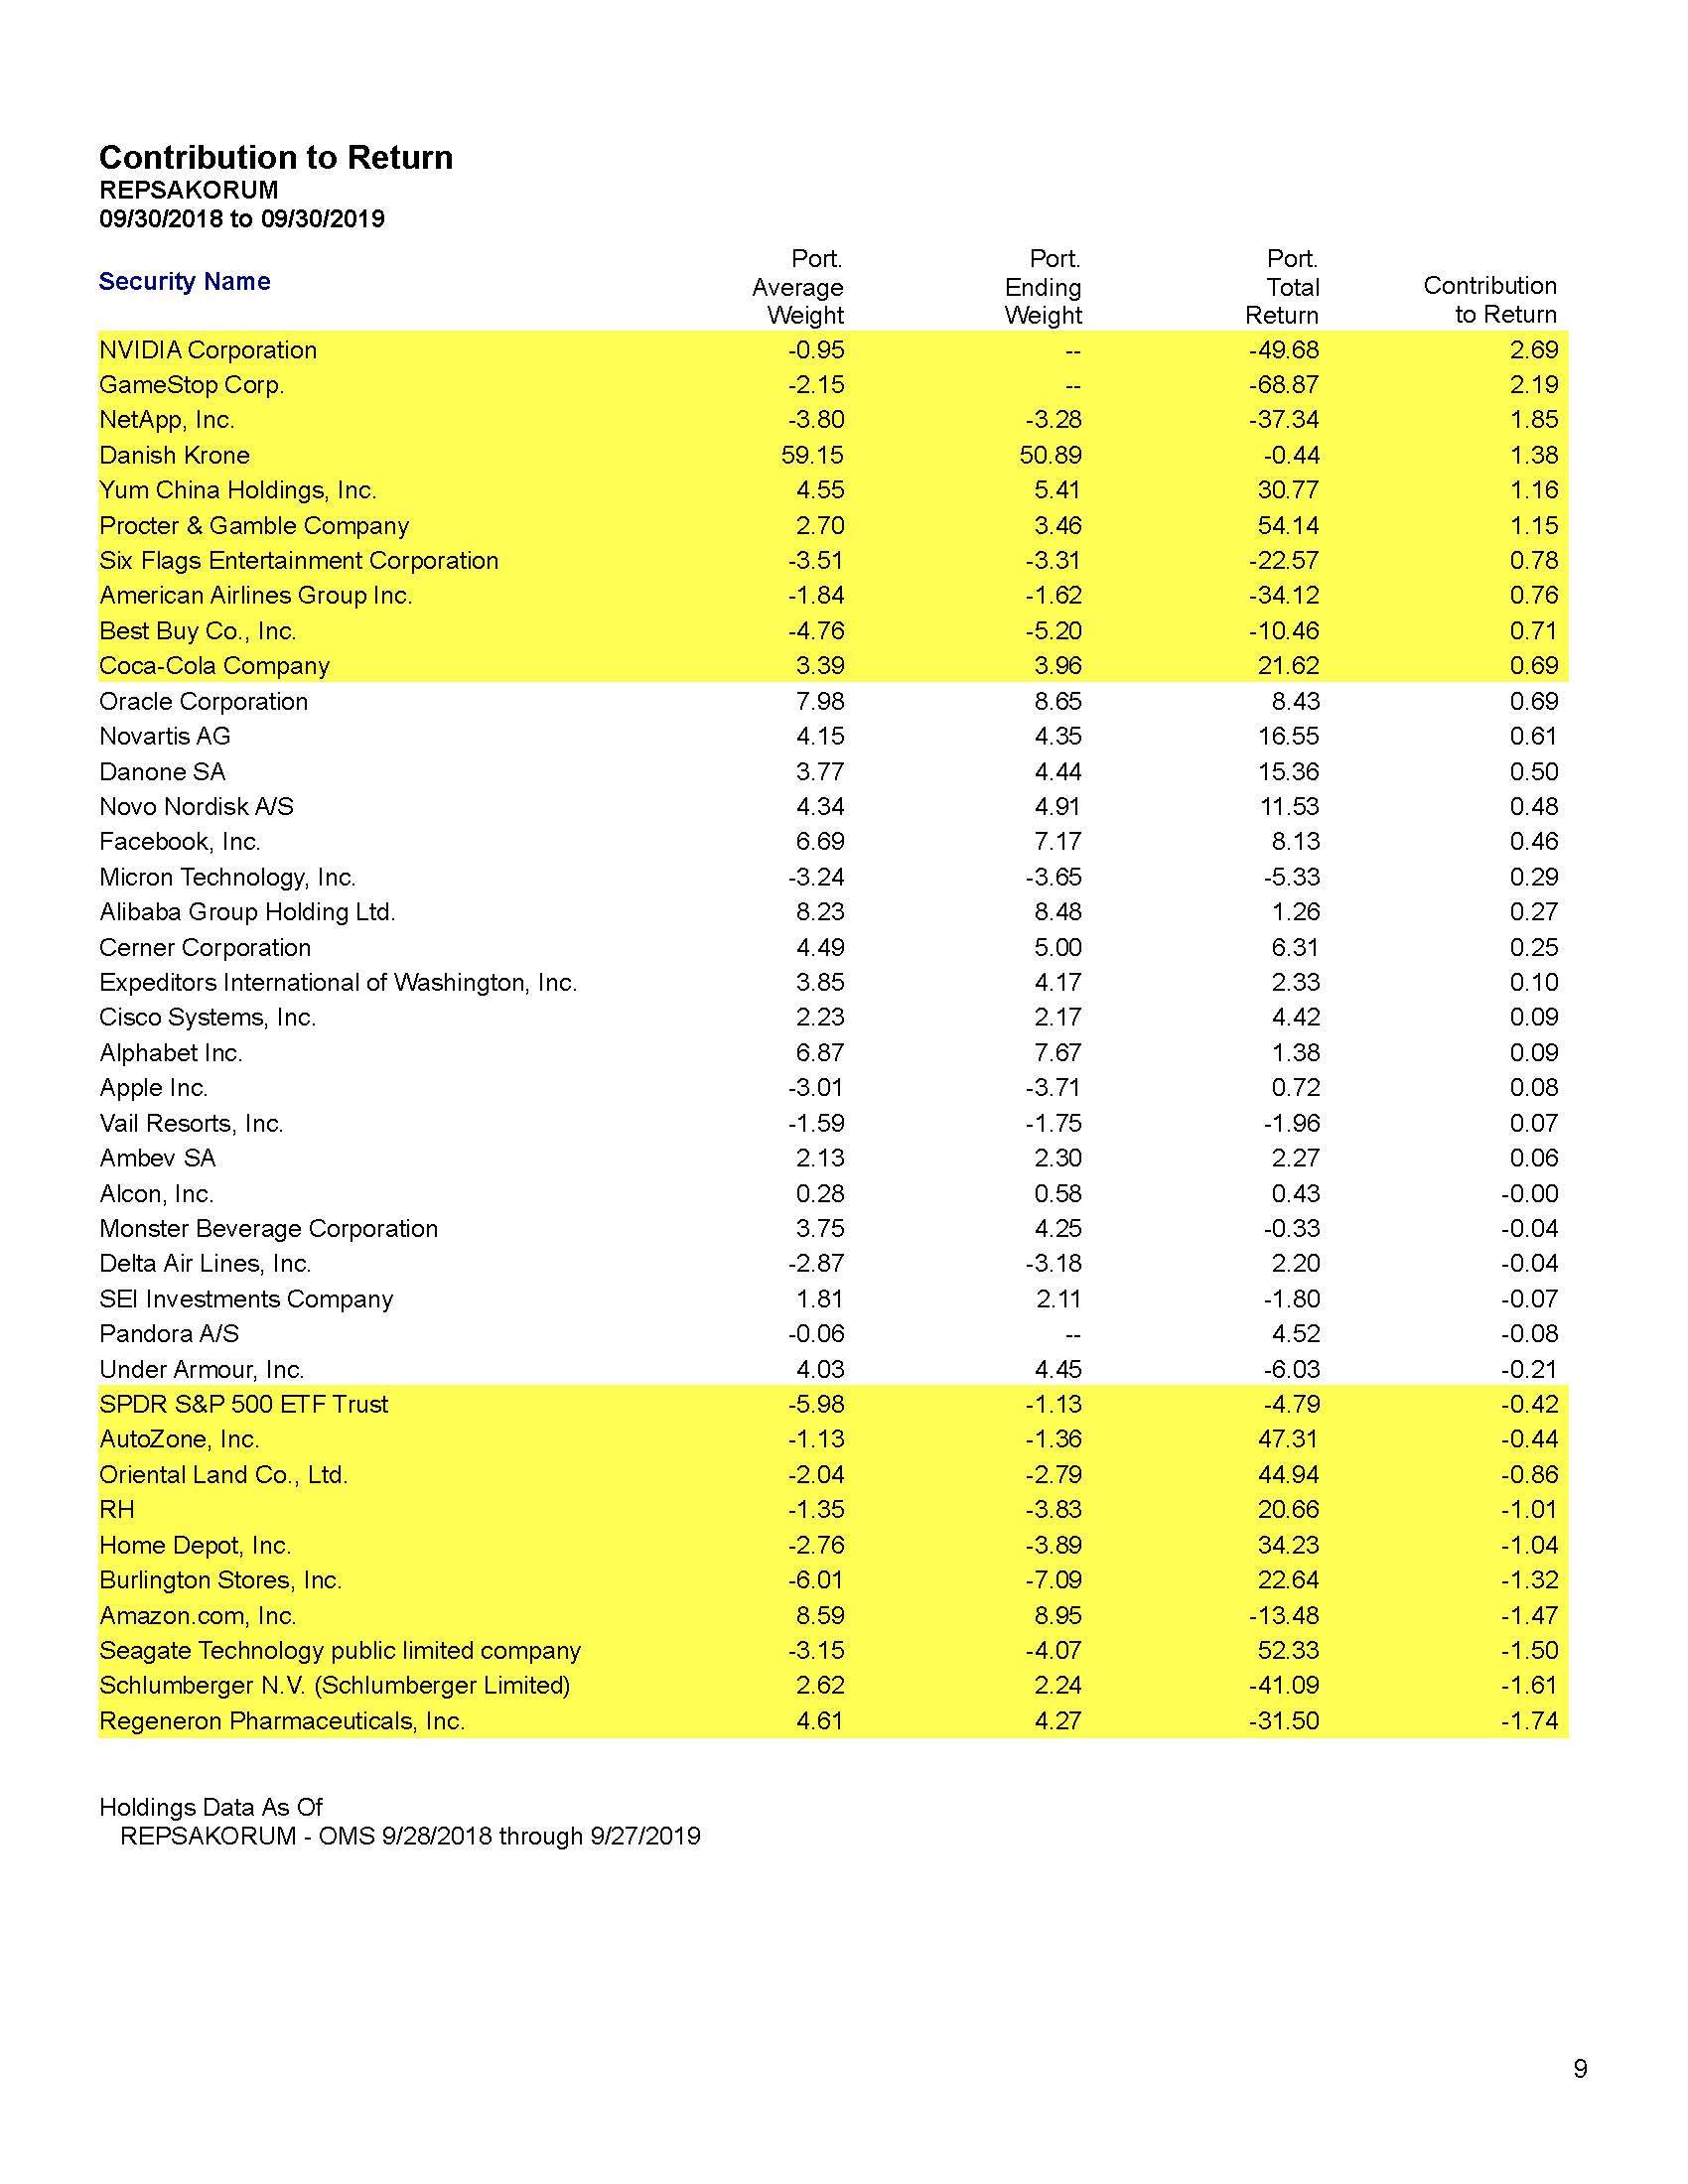 Contribution to Return
REPSAKORUM
09/30/2018 to 09/30/2019
Security Name Port. Average Weight Port. Ending Weight Port. Total Return Contribution to Return
NVIDIA Corporation -0.95 -- -49.68 2.69
GameStop Corp. -2.15 -- -68.87 2.19
NetApp, Inc. -3.80 -3.28 -37.34 1.85
Danish Krone 59.15 50.89 -0.44 1.38
Yum China Holdings, Inc. 4.55 5.41 30.77 1.16
Procter & Gamble Company 2.70 3.46 54.14 1.15
Six Flags Entertainment Corporation -3.51 -3.31 -22.57 0.78
American Airlines Group Inc. -1.84 -1.62 -34.12 0.76
Best Buy Co., Inc. -4.76 -5.20 -10.46 0.71
Coca-Cola Company 3.39 3.96 21.62 0.69
Oracle Corporation 7.98 8.65 8.43 0.69
Novartis AG 4.15 4.35 16.55 0.61
Danone SA 3.77 4.44 15.36 0.50
Novo Nordisk A/S 4.34 4.91 11.53 0.48
Facebook, Inc. 6.69 7.17 8.13 0.46
Micron Technology, Inc. -3.24 -3.65 -5.33 0.29
Alibaba Group Holding Ltd. 8.23 8.48 1.26 0.27
Cerner Corporation 4.49 5.00 6.31 0.25
Expeditors International of Washington, Inc. 3.85 4.17 2.33 0.10
Cisco Systems, Inc. 2.23 2.17 4.42 0.09
Alphabet Inc. 6.87 7.67 1.38 0.09
Apple Inc. -3.01 -3.71 0.72 0.08
Vail Resorts, Inc. -1.59 -1.75 -1.96 0.07
Ambev SA 2.13 2.30 2.27 0.06
Alcon, Inc. 0.28 0.58 0.43 -0.00
Monster Beverage Corporation 3.75 4.25 -0.33 -0.04
Delta Air Lines, Inc. -2.87 -3.18 2.20 -0.04
SEI Investments Company 1.81 2.11 -1.80 -0.07
Pandora A/S -0.06 -- 4.52 -0.08
Under Armour, Inc. 4.03 4.45 -6.03 -0.21
SPDR S&P 500 ETF Trust -5.98 -1.13 -4.79 -0.42
AutoZone, Inc. -1.13 -1.36 47.31 -0.44
Oriental Land Co., Ltd. -2.04 -2.79 44.94 -0.86
RH -1.35 -3.83 20.66 -1.01
Home Depot, Inc. -2.76 -3.89 34.23 -1.04
Burlington Stores, Inc. -6.01 -7.09 22.64 -1.32
Amazon.com, Inc. 8.59 8.95 -13.48 -1.47
Seagate Technology public limited company -3.15 -4.07 52.33 -1.50
Schlumberger N.V. (Schlumberger Limited) 2.62 2.24 -41.09 -1.61
Regeneron Pharmaceuticals, Inc. 4.61 4.27 -31.50 -1.74
Holdings Data As Of
REPSAKORUM - OMS 9/28/2018 through 9/27/2019
9